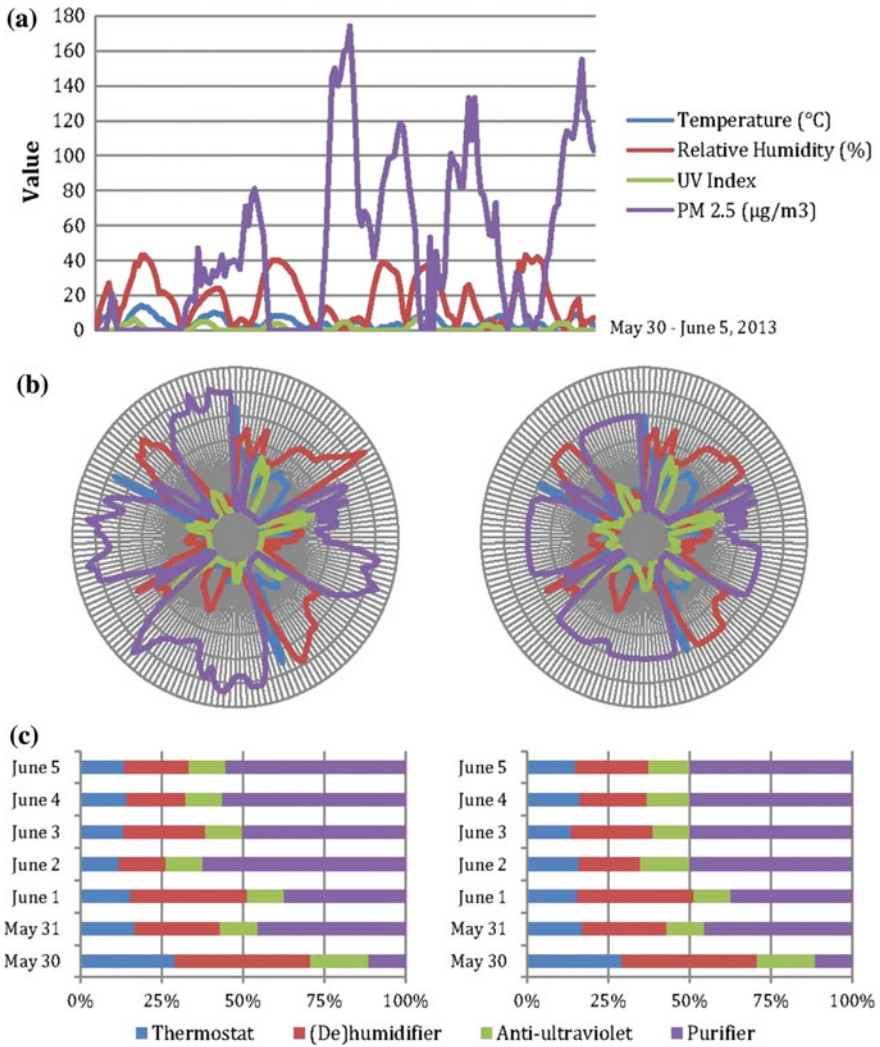 (a)
180
160
140
120
100
80
60
40
20
0
Value
Temperature (°C)
Relative Humidity (%)
UV Index
PM 2.5 (µg/m3)
May 30 - June 5, 2013
(b)
(c)
June 5
June 4
June 3
June 2
June 1
May 31
May 30
0% 25% 50% 75% 100%
June 5
June 4
June 3
June 2
June 1
May 31
May 30
0% 25% 50% 75% 100%
Thermostat (De)humidifier Anti-ultraviolet Purifier